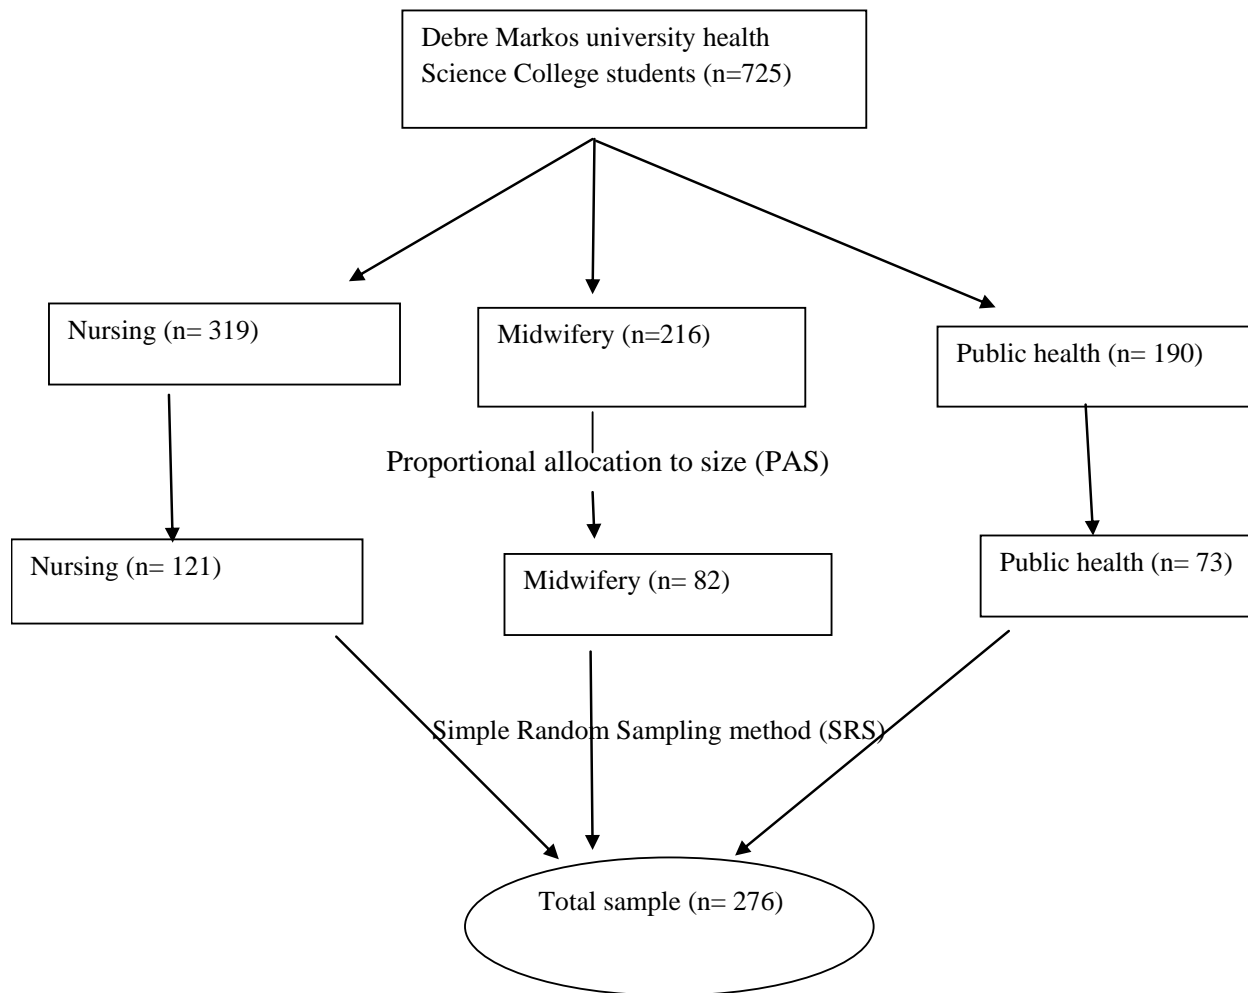 Debre Markos university health
Science College students (n=725)
Nursing (n= 319)
Midwifery (n=216)
Public health (n= 190)
Proportional allocation to size (PAS)
Nursing (n= 121)
Midwifery (n= 82)
Public health (n= 73)
Simple Random Sampling method (SRS)
Total sample (n= 276)